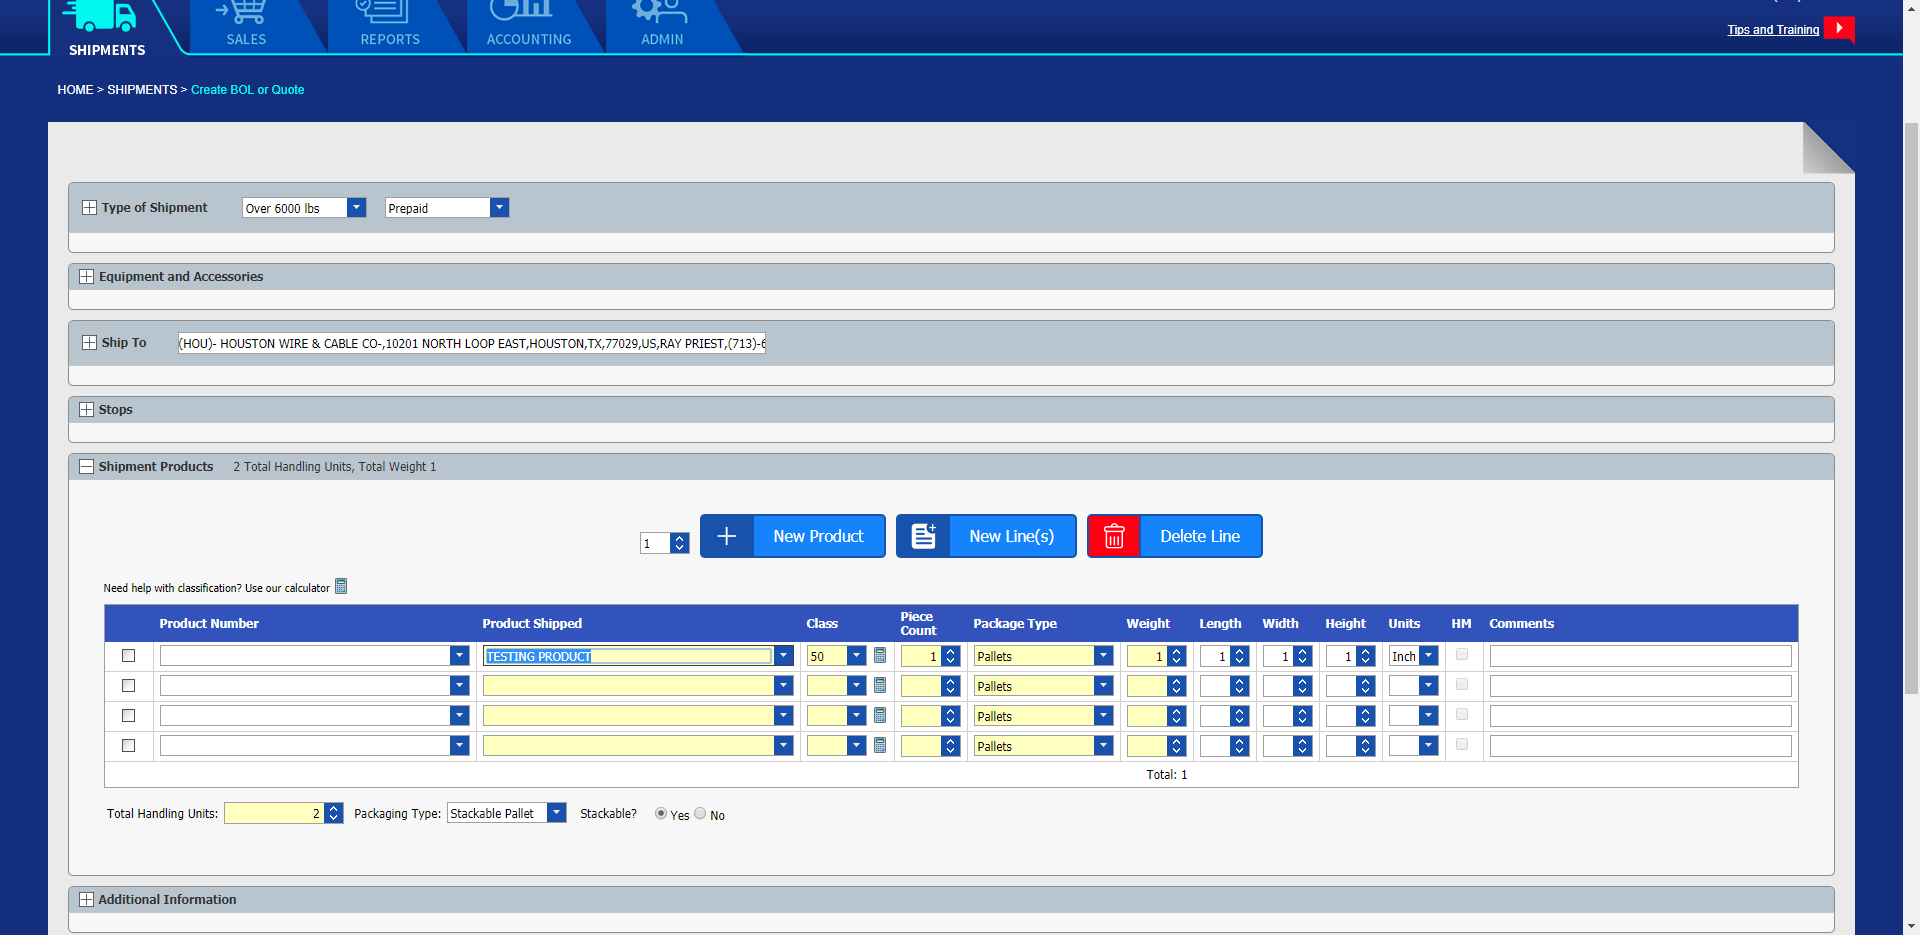 SHIPMENTS
SALES
REPORTS
ACCOUNTING
ADMIN
Tips and Training
HOME > SHIPMENTS > Create BOL or Quote
Type of Shipment Over 6000 lbs Prepaid
Equipment and Accessories
Ship To (HOU)- HOUSTON WIRE & CABLE CO-,10201 NORTH LOOP EAST,HOUSTON,TX,77029,US,RAY PRIEST,(713)-6
Stops
Shipment Products 2 Total Handling Units, Total Weight 1
1 New Product New Line(s) Delete Line
Need help with classification? Use our calculator
Product Number Product Shipped Class Piece Count Package Type Weight Length Width Height Units HM Comments
TESTING PRODUCT 50 1 Pallets 1 1 1 1 Inch
Pallets
Pallets
Pallets
Total: 1
Total Handling Units: 2 Packaging Type: Stackable Pallet Stackable? Yes No
Additional Information